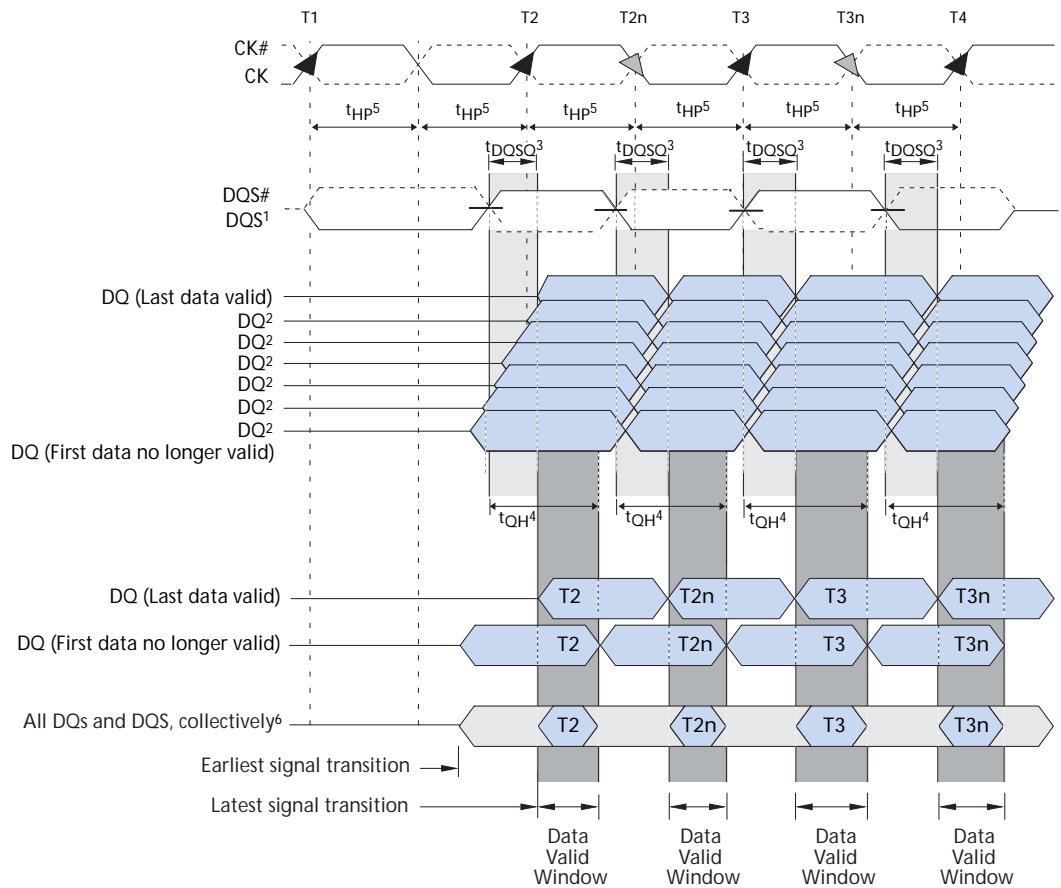 T1 T2 T2n T3 T3n T4
CK#
CK
tHP5 tHP5 tHP5 tHP5 tHP5 tHP5
tDQSQ3 tDQSQ3 tDQSQ3 tDQSQ3
DQS#
DQS1
DQ (Last data valid)
DQ2
DQ2
DQ2
DQ2
DQ2
DQ2
DQ (First data no longer valid)
tQH4 tQH4 tQH4 tQH4
DQ (Last data valid) T2 T2n T3 T3n
DQ (First data no longer valid) T2 T2n T3 T3n
All DQs and DQS, collectively6 T2 T2n T3 T3n
Earliest signal transition
Latest signal transition
Data Data Data Data
Valid Valid Valid Valid
Window Window Window Window